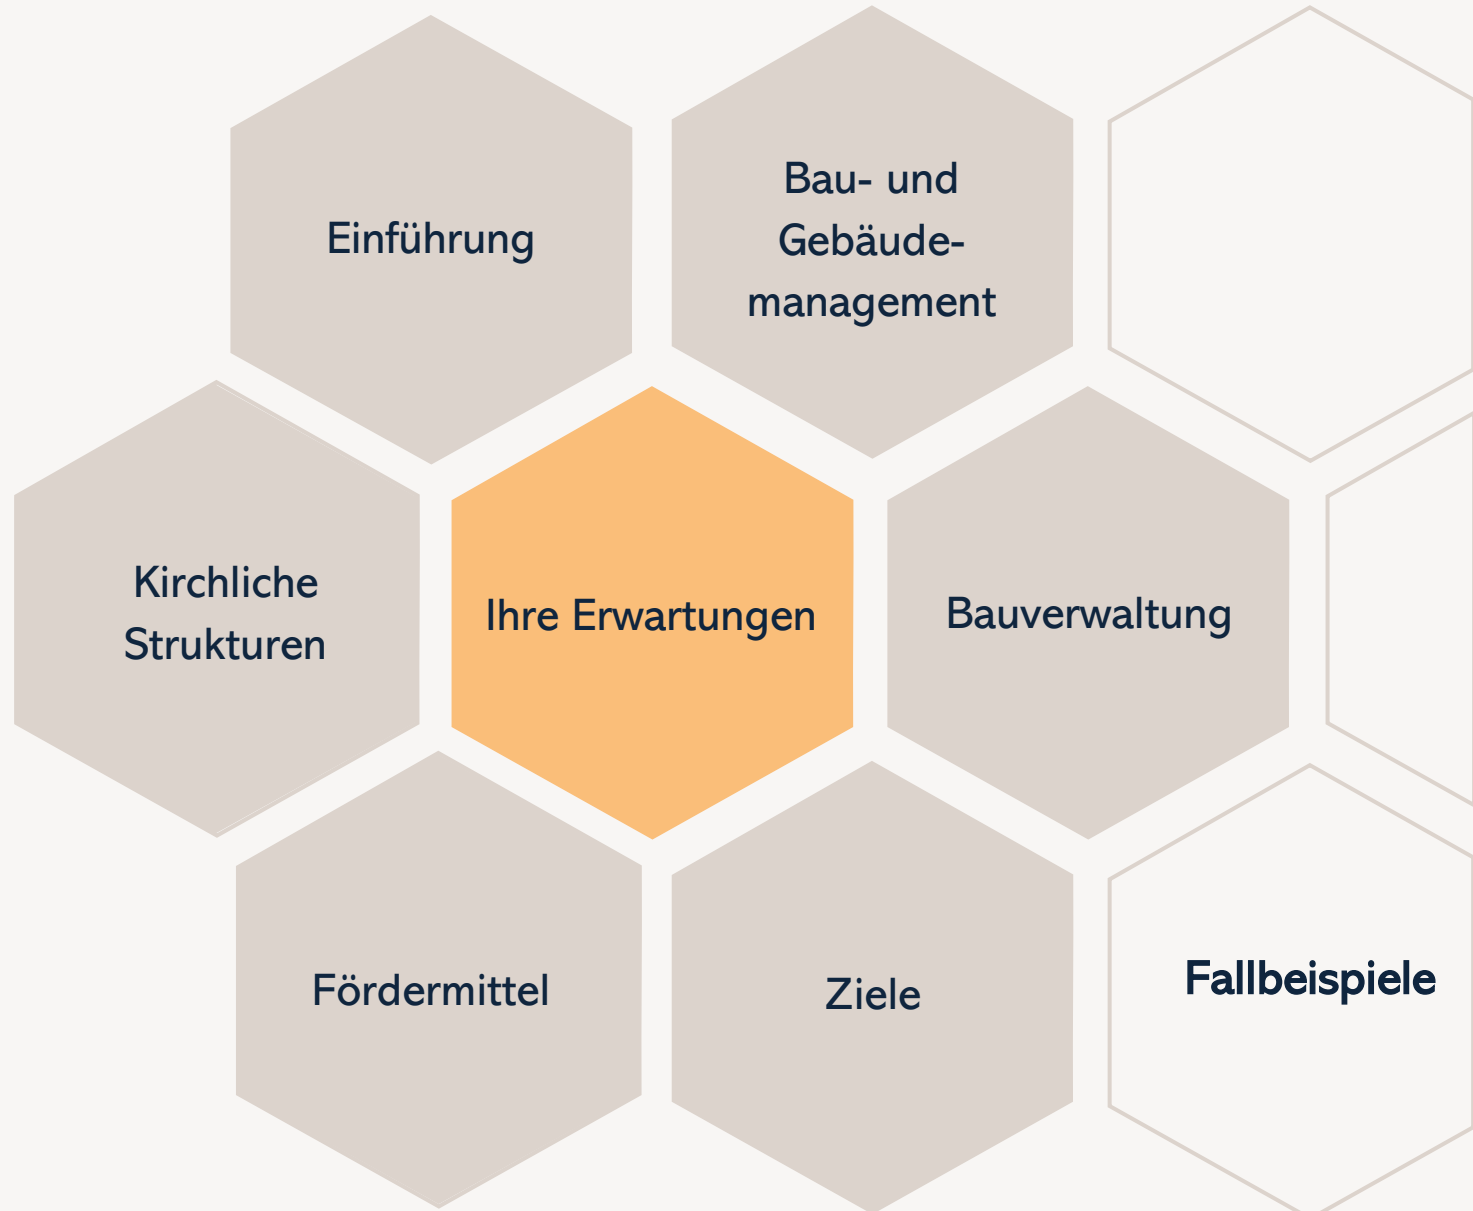 Einführung
Bau- und
Gebäude-
management
Kirchliche
Strukturen
Ihre Erwartungen
Bauverwaltung
Fördermittel
Ziele
Fallbeispiele